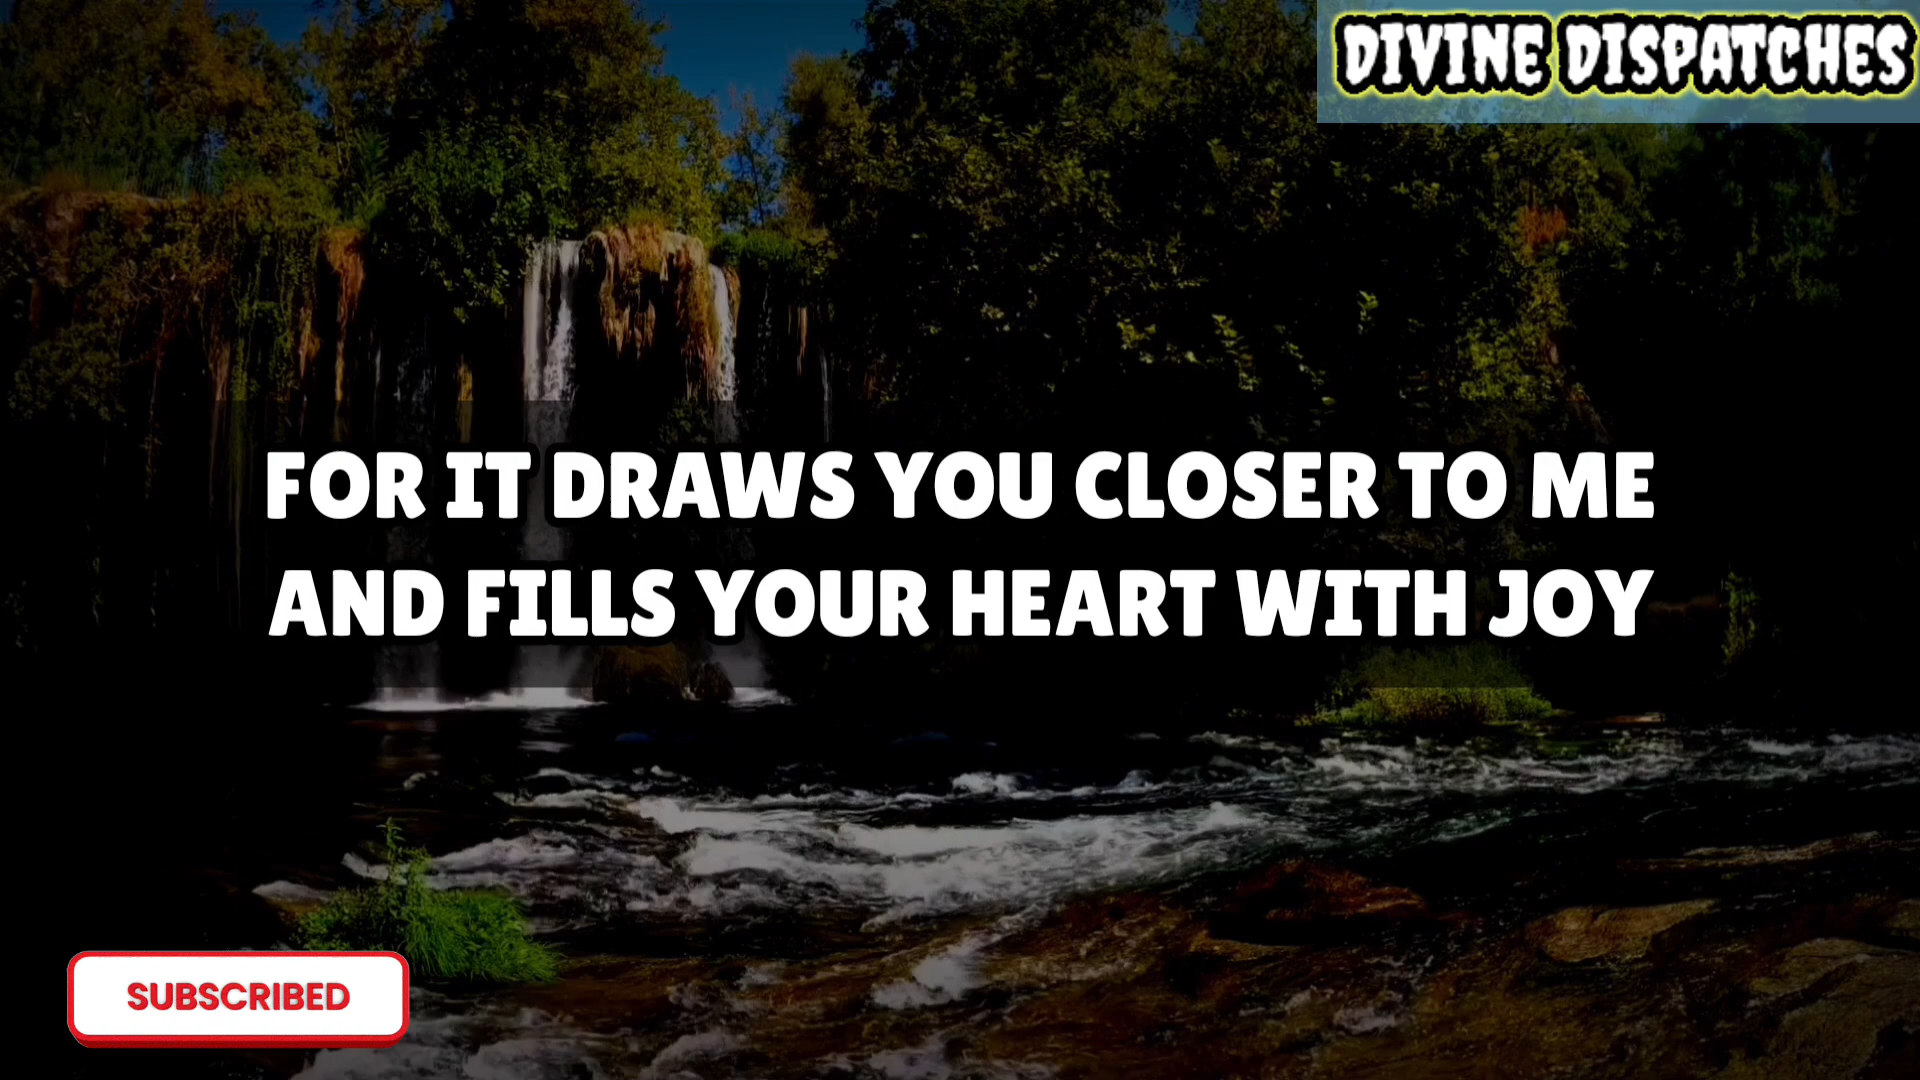 DIVINE DISPATCHES
FOR IT DRAWS YOU CLOSER TO ME
AND FILLS YOUR HEART WITH JOY
SUBSCRIBED